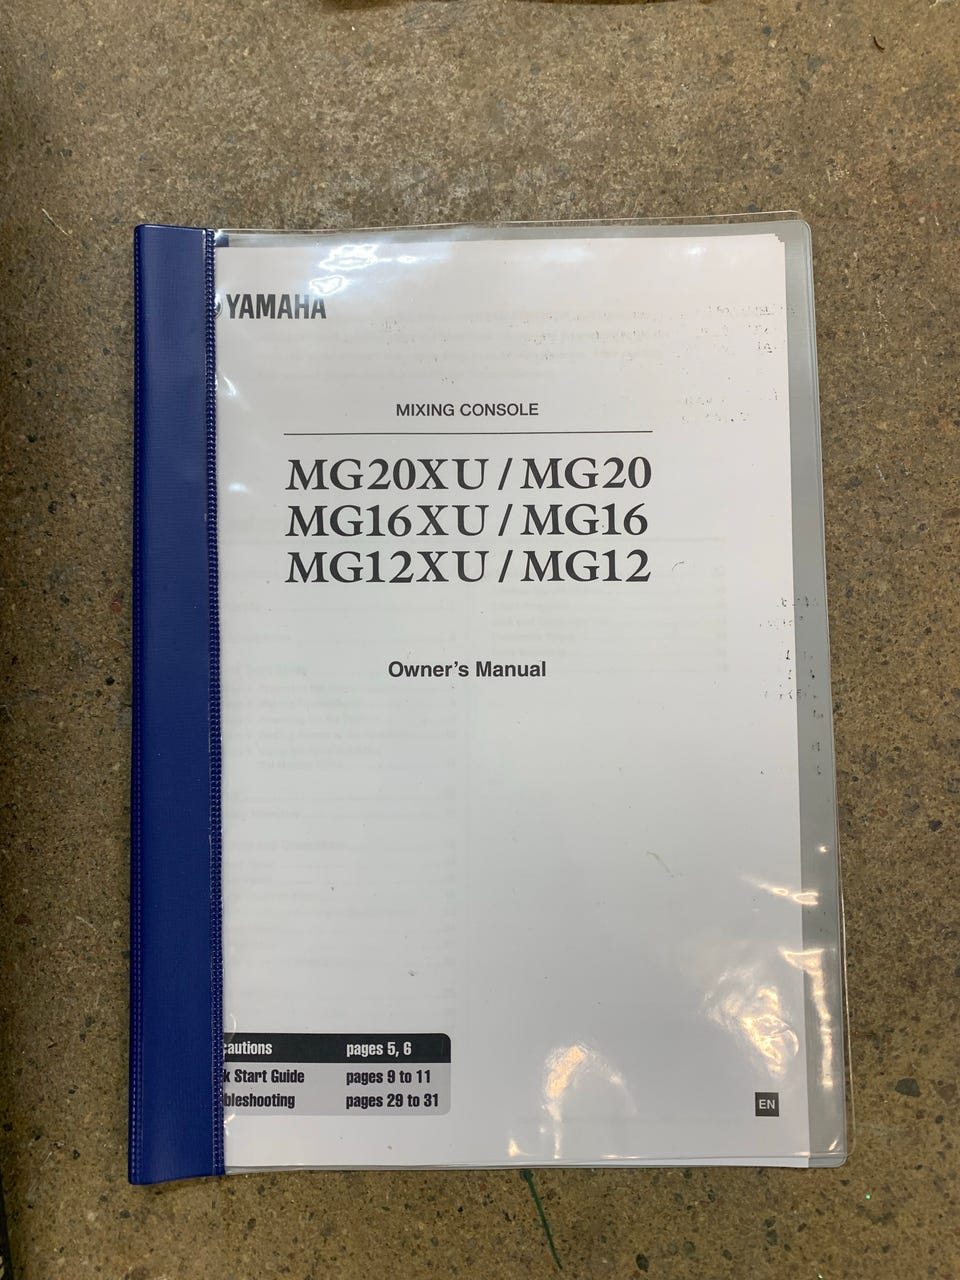 YAMAHA
MIXING CONSOLE
MG20XU / MG20
MG16XU / MG16
MG12XU / MG12
Owner's Manual
cautions pages 5, 6
k Start Guide pages 9 to 11
bleshooting pages 29 to 31
EN